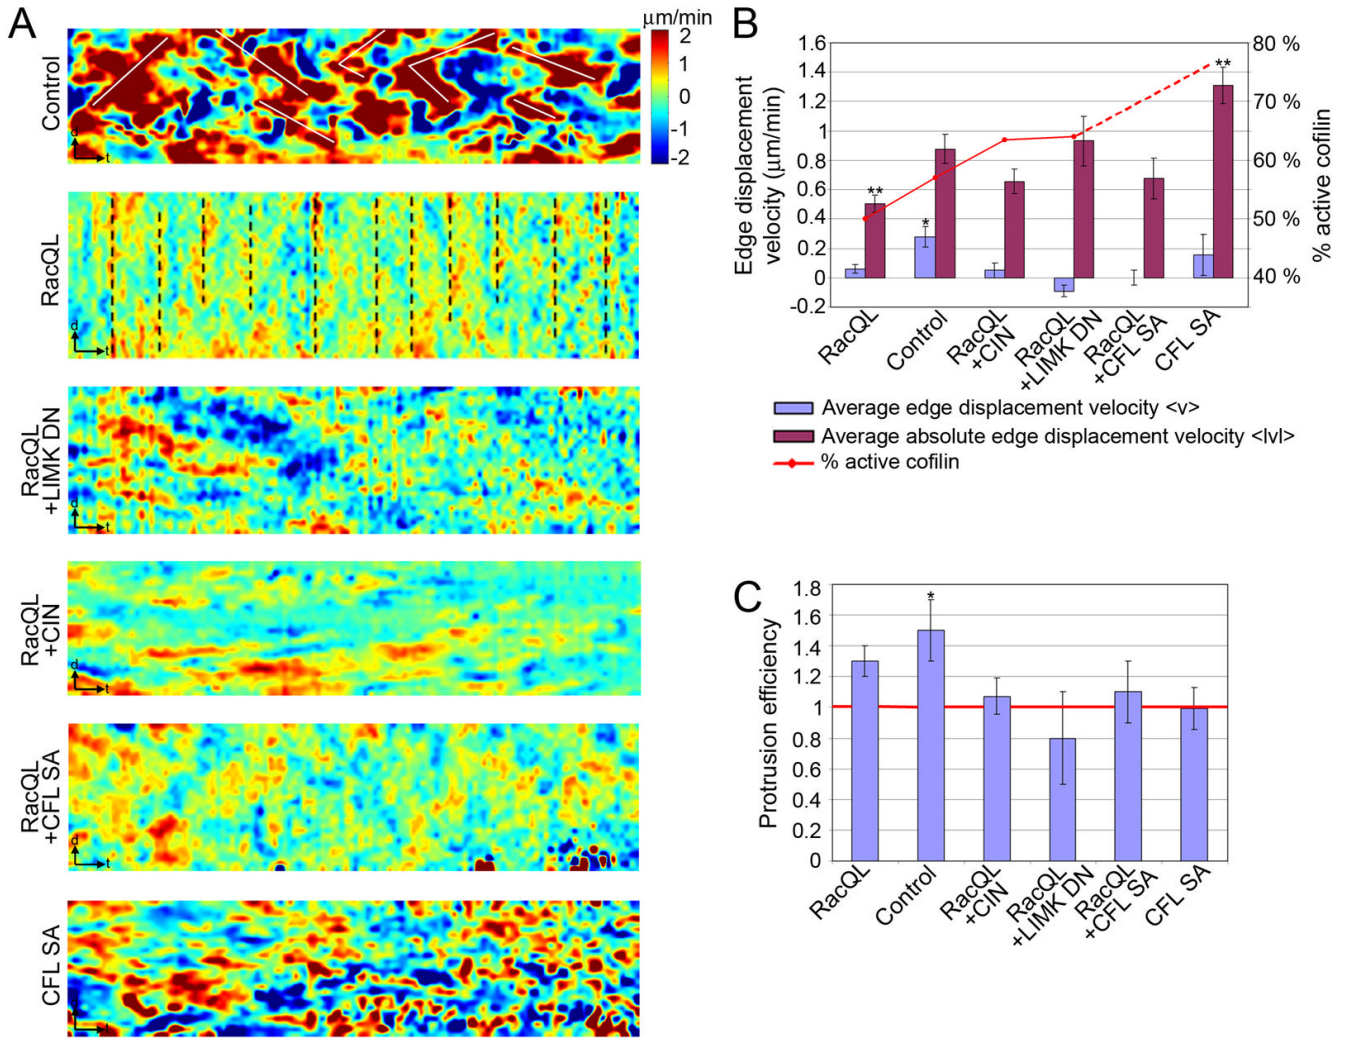 A
μm/min
2
1
0
-1
-2
Control
d
t
RacQL
d
t
RacQL
+LIMK DN
d
t
RacQL
+CIN
d
t
RacQL
+CFL SA
d
t
CFL SA
d
t
B
Edge displacement
velocity (μm/min)
1.6
1.4
1.2
1
0.8
0.6
0.4
0.2
0
-0.2
80 %
70 %
60 %
50 %
40 %
% active cofilin
**
*
**
RacQL
Control
RacQL
+CIN
RacQL
+LIMK DN
RacQL
+CFL SA
CFL SA
Average edge displacement velocity <v>
Average absolute edge displacement velocity <lvl>
% active cofilin
C
Protrusion efficiency
1.8
1.6
1.4
1.2
1
0.8
0.6
0.4
0.2
0
*
RacQL
Control
RacQL
+CIN
RacQL
+LIMK DN
RacQL
+CFL SA
CFL SA